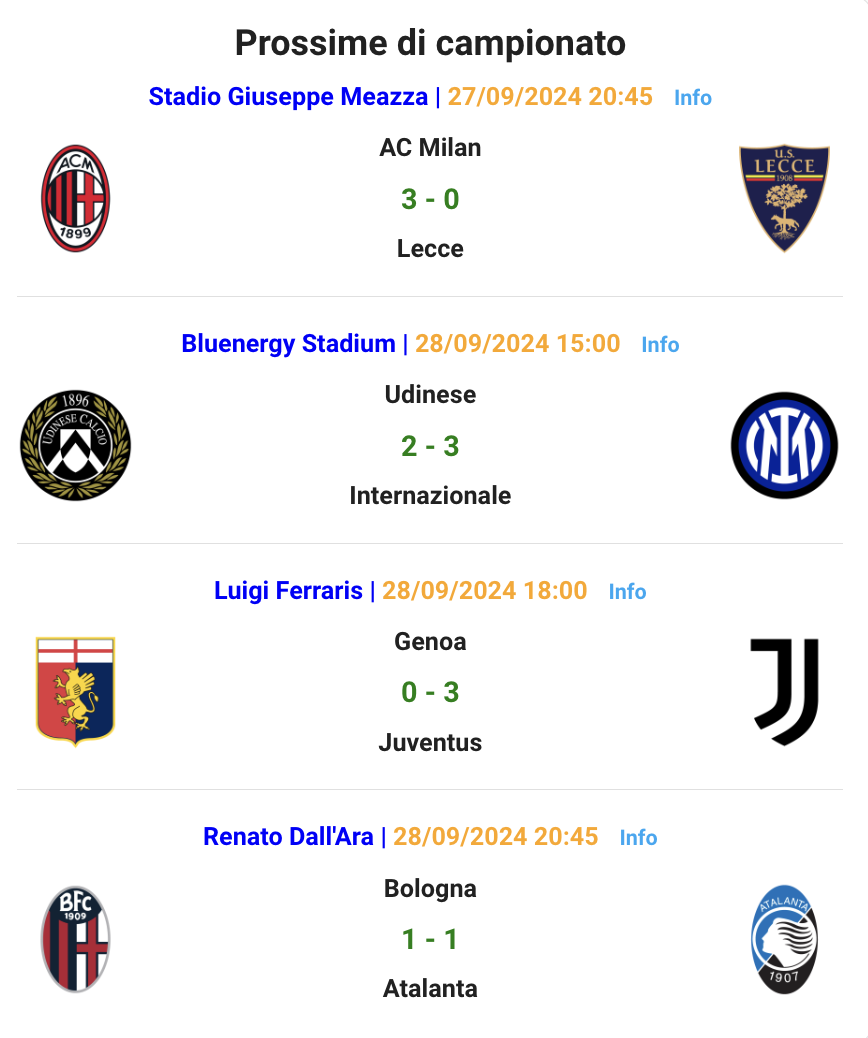 Prossime di campionato
Stadio Giuseppe Meazza | 27/09/2024 20:45 Info
AC Milan
ACM
1899
3 - 0
U.S.
LECCE
1908
Lecce
Bluenergy Stadium | 28/09/2024 15:00 Info
Udinese
1896
UDINESE CALCIO
2 - 3
Internazionale
Luigi Ferraris | 28/09/2024 18:00 Info
Genoa
0 - 3
Juventus
Renato Dall'Ara | 28/09/2024 20:45 Info
Bologna
BFC
1909
1 - 1
ATALANTA
1907
Atalanta